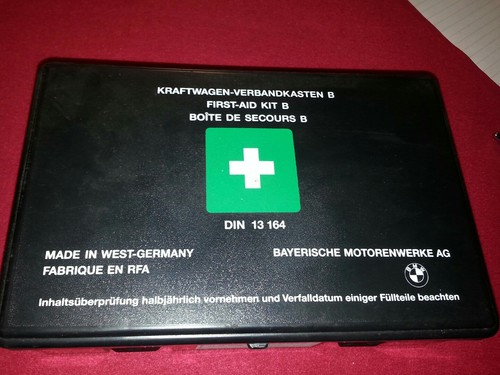 KRAFTWAGEN-VERBANDKASTEN B
FIRST-AID KIT B
BOÎTE DE SECOURS B
DIN 13 164
MADE IN WEST-GERMANY
FABRIQUE EN RFA
BAYERISCHE MOTORENWERKE AG
BMW
Inhaltsüberprüfung halbjährlich vornehmen und Verfalldatum einiger Füllteile beachten